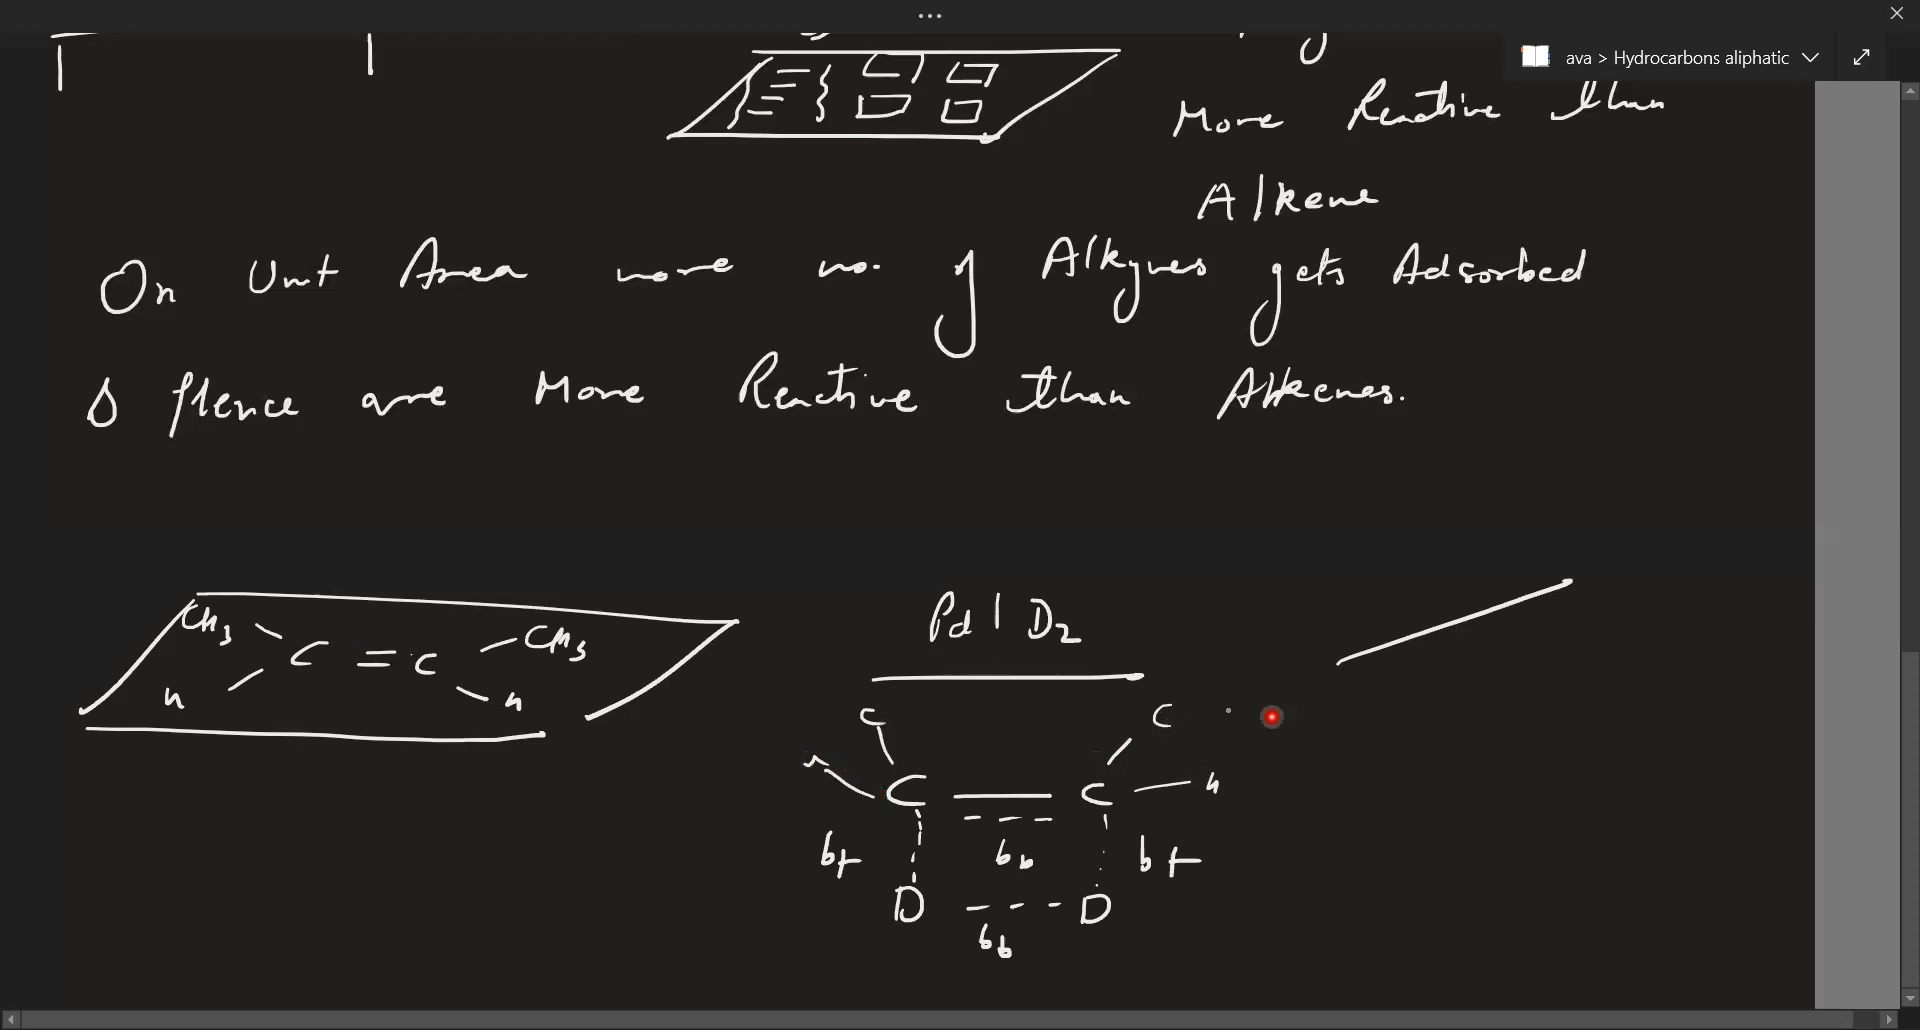 ava > Hydrocarbons aliphatic
More Reactive than
Alkene
On Unit Area more no. of Alkynes gets Adsorbed
& Hence are More Reactive than Alkenes.
CH3 CH3
C = C
H H
Pd | D2
C C
C C H
bf bb bf
D D
bb